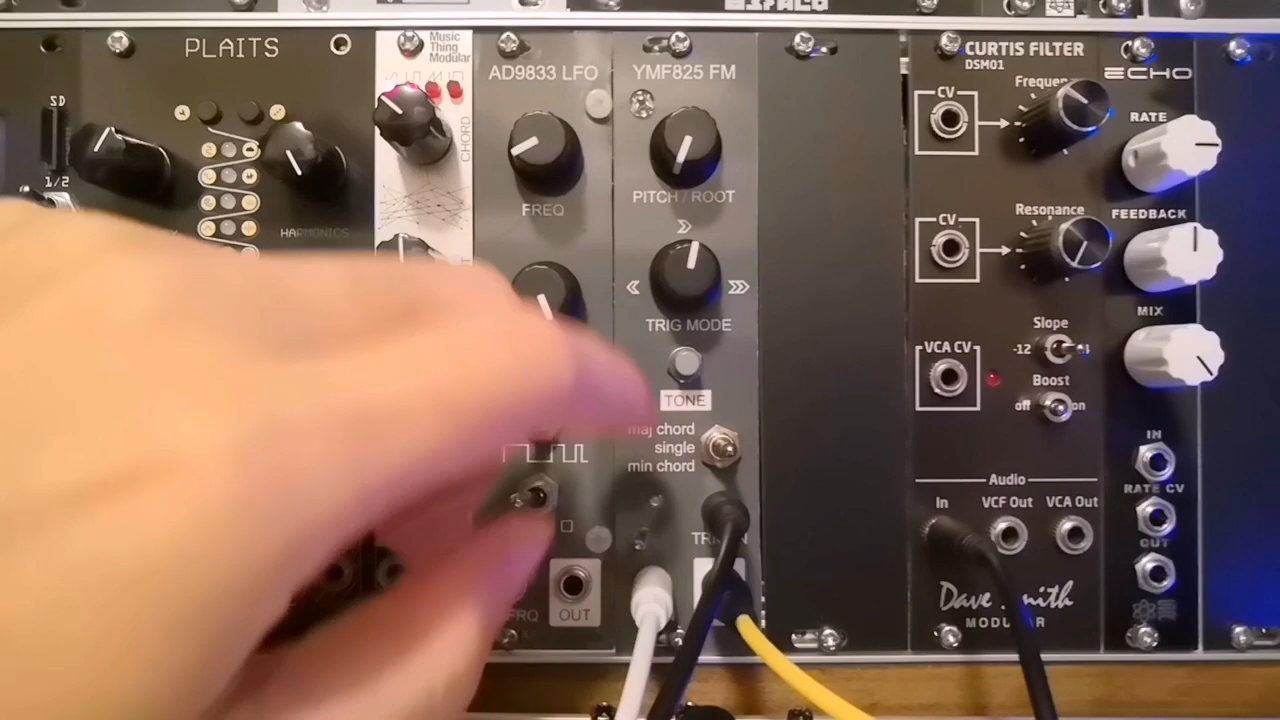 PLAITS
SD
1/2
HARMONICS
Music
Thing
Modular
CHORD
AD9833 LFO
FREQ
FRQ
OUT
YMF825 FM
PITCH / ROOT
TRIG MODE
TONE
maj chord
single
min chord
CURTIS FILTER
DSM01
CV
CV
Resonance
VCA CV
Slope
-12
Boost
off
on
Audio
In
VCF Out
VCA Out
MODULAR
ECHO
RATE
FEEDBACK
MIX
IN
RATE CV
OUT